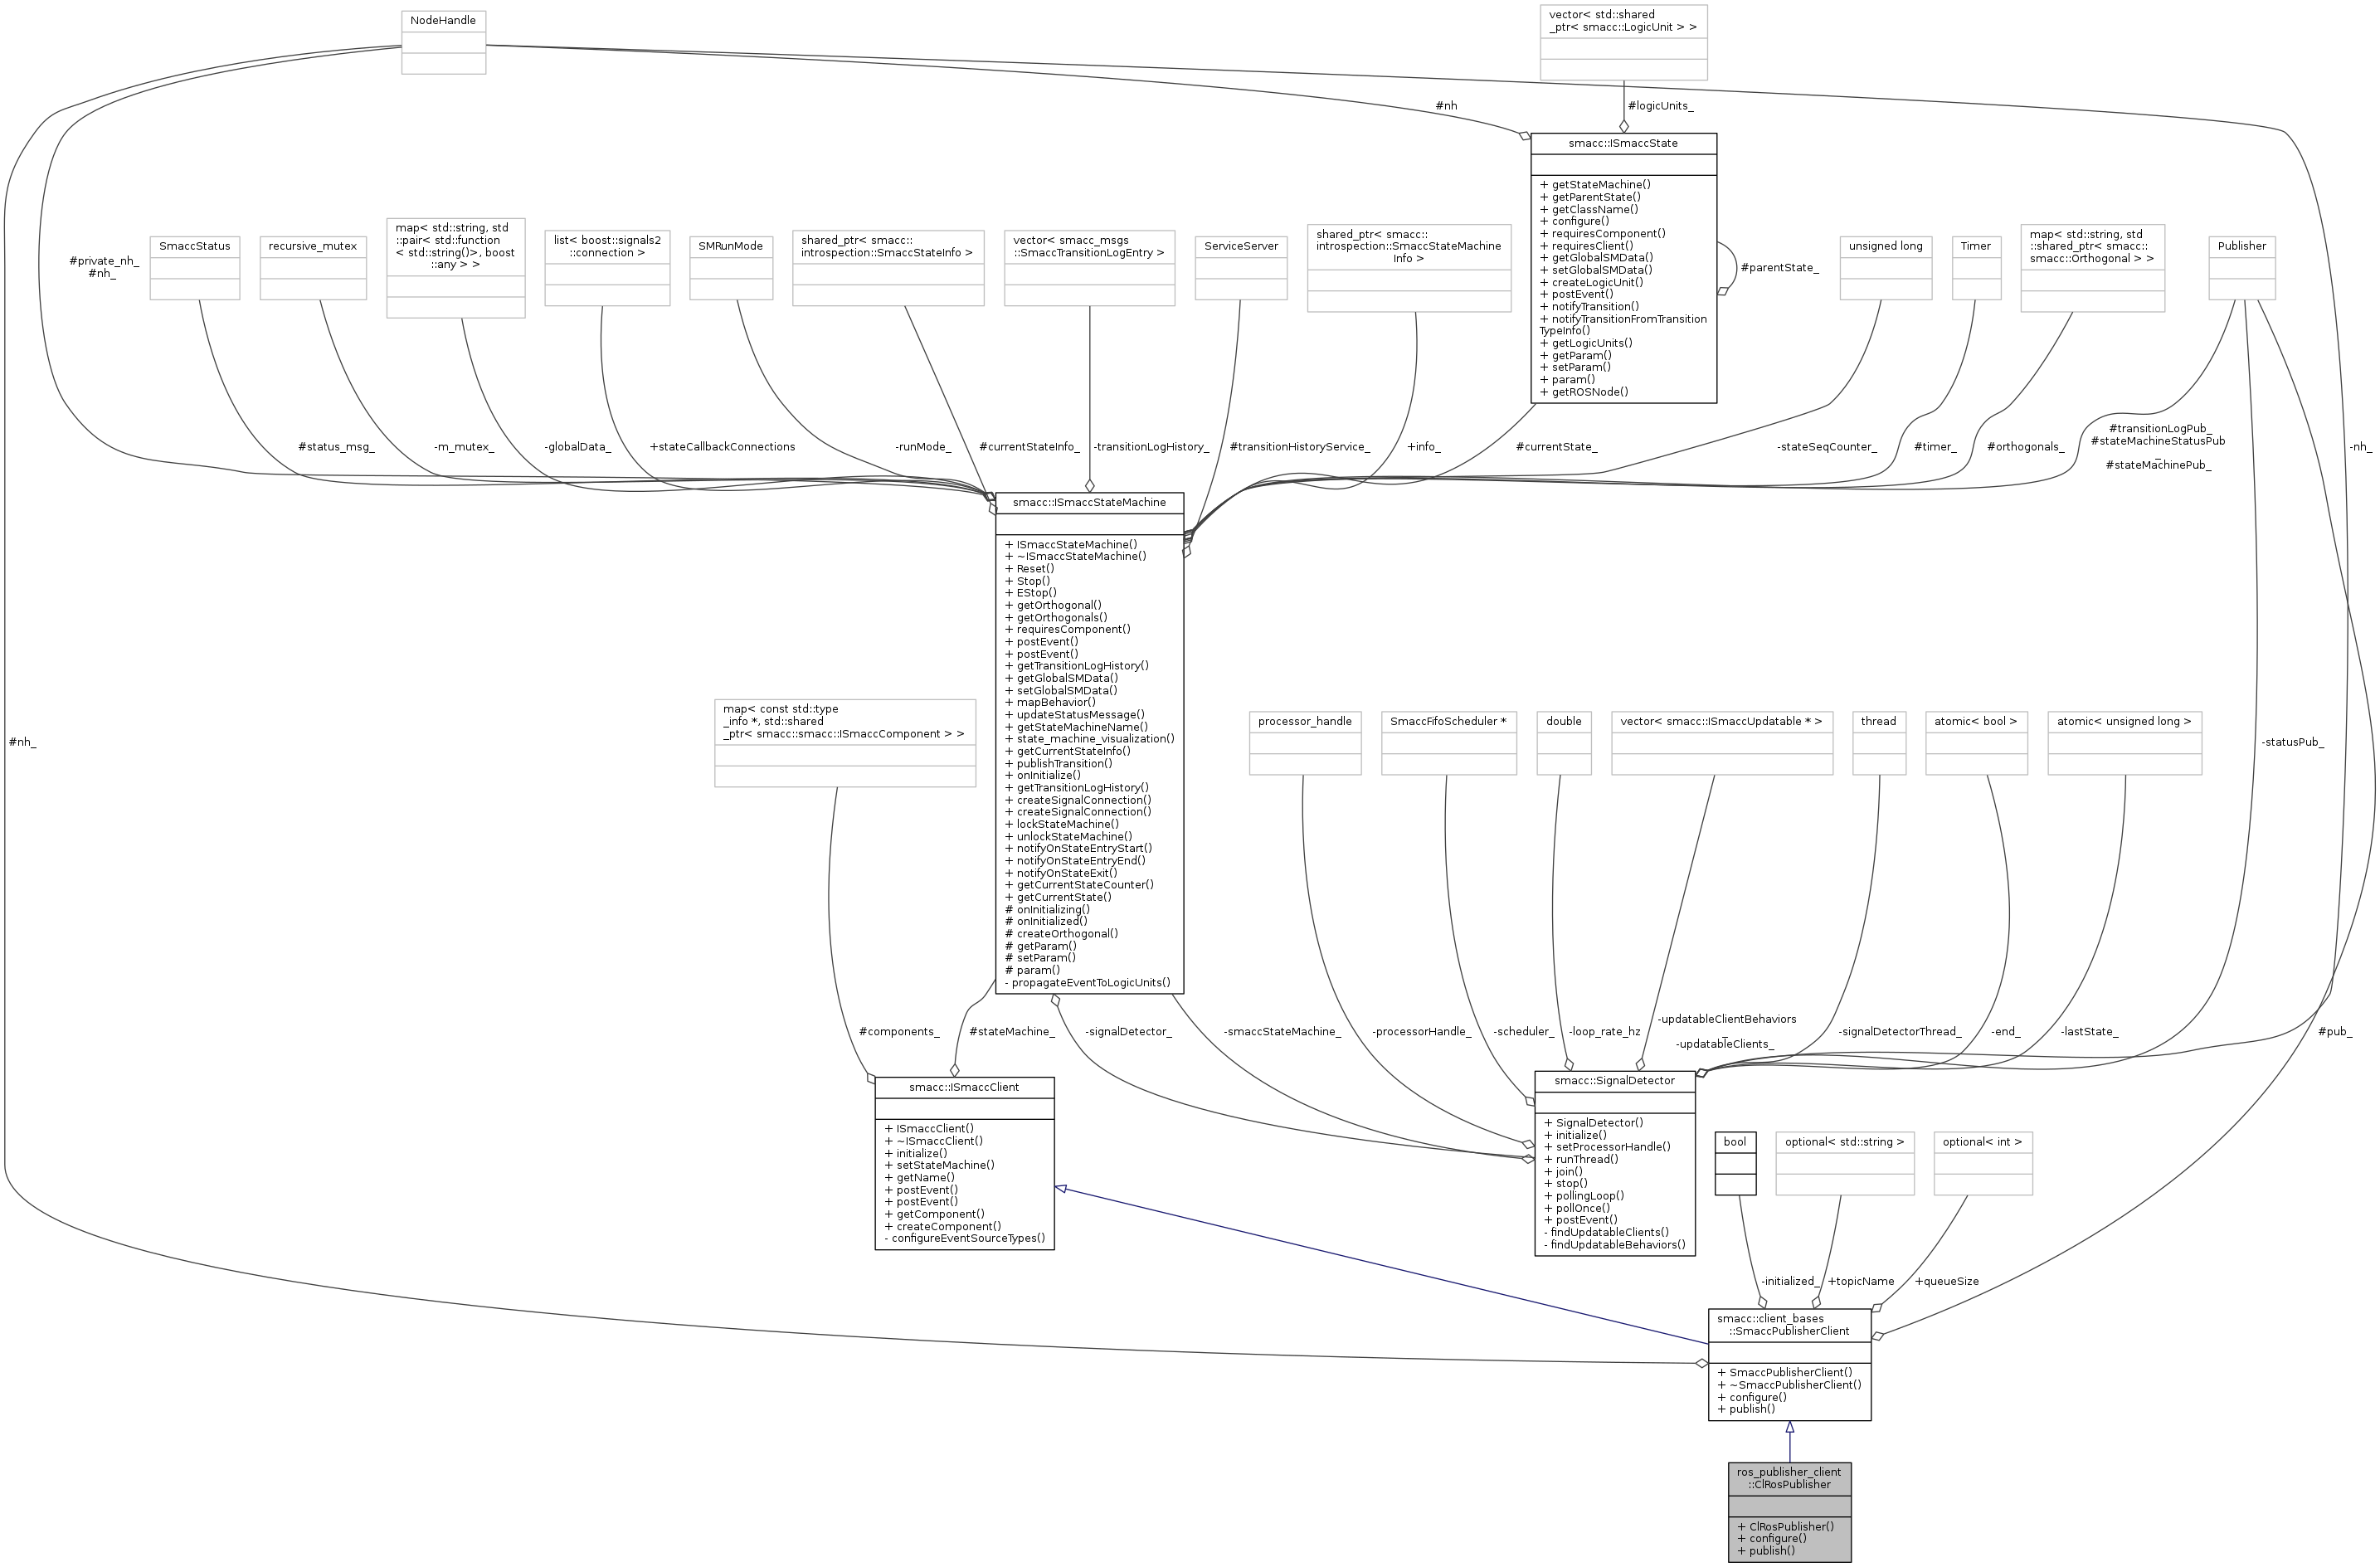 NodeHandle
vector< std::shared
_ptr< smacc::LogicUnit > >
#nh
#logicUnits_
smacc::ISmaccState
+ getStateMachine()
+ getParentState()
+ getClassName()
+ configure()
+ requiresComponent()
+ requiresClient()
+ getGlobalSMData()
+ setGlobalSMData()
+ createLogicUnit()
+ postEvent()
+ notifyTransition()
+ notifyTransitionFromTransition
TypeInfo()
+ getLogicUnits()
+ getParam()
+ setParam()
+ param()
+ getROSNode()
#parentState_
#private_nh_
#nh_
SmaccStatus
recursive_mutex
map< std::string, std
::pair< std::function
< std::string()>, boost
::any > >
list< boost::signals2
::connection >
SMRunMode
shared_ptr< smacc::
introspection::SmaccStateInfo >
vector< smacc_msgs
::SmaccTransitionLogEntry >
ServiceServer
shared_ptr< smacc::
introspection::SmaccStateMachine
Info >
unsigned long
Timer
map< std::string, std
::shared_ptr< smacc::
smacc::Orthogonal > >
Publisher
#status_msg_
-m_mutex_
-globalData_
+stateCallbackConnections
-runMode_
#currentStateInfo_
-transitionLogHistory_
#transitionHistoryService_
+info_
#currentState_
-stateSeqCounter_
#timer_
#orthogonals_
#transitionLogPub_
#stateMachineStatusPub
_
#stateMachinePub_
-nh_
smacc::ISmaccStateMachine
+ ISmaccStateMachine()
+ ~ISmaccStateMachine()
+ Reset()
+ Stop()
+ EStop()
+ getOrthogonal()
+ getOrthogonals()
+ requiresComponent()
+ postEvent()
+ postEvent()
+ getTransitionLogHistory()
+ getGlobalSMData()
+ setGlobalSMData()
+ mapBehavior()
+ updateStatusMessage()
+ getStateMachineName()
+ state_machine_visualization()
+ getCurrentStateInfo()
+ publishTransition()
+ onInitialize()
+ getTransitionLogHistory()
+ createSignalConnection()
+ createSignalConnection()
+ lockStateMachine()
+ unlockStateMachine()
+ notifyOnStateEntryStart()
+ notifyOnStateEntryEnd()
+ notifyOnStateExit()
+ getCurrentStateCounter()
+ getCurrentState()
# onInitializing()
# onInitialized()
# createOrthogonal()
# getParam()
# setParam()
# param()
- propagateEventToLogicUnits()
#nh_
map< const std::type
_info *, std::shared
_ptr< smacc::smacc::ISmaccComponent > >
processor_handle
SmaccFifoScheduler *
double
vector< smacc::ISmaccUpdatable * >
thread
atomic< bool >
atomic< unsigned long >
-statusPub_
#components_
#stateMachine_
-signalDetector_
-smaccStateMachine_
-processorHandle_
-scheduler_
-loop_rate_hz
-updatableClientBehaviors
_
-updatableClients_
-signalDetectorThread_
-end_
-lastState_
#pub_
smacc::ISmaccClient
+ ISmaccClient()
+ ~ISmaccClient()
+ initialize()
+ setStateMachine()
+ getName()
+ postEvent()
+ postEvent()
+ getComponent()
+ createComponent()
- configureEventSourceTypes()
smacc::SignalDetector
+ SignalDetector()
+ initialize()
+ setProcessorHandle()
+ runThread()
+ join()
+ stop()
+ pollingLoop()
+ pollOnce()
+ postEvent()
- findUpdatableClients()
- findUpdatableBehaviors()
bool
optional< std::string >
optional< int >
-initialized_
+topicName
+queueSize
smacc::client_bases
::SmaccPublisherClient
+ SmaccPublisherClient()
+ ~SmaccPublisherClient()
+ configure()
+ publish()
ros_publisher_client
::ClRosPublisher
+ ClRosPublisher()
+ configure()
+ publish()